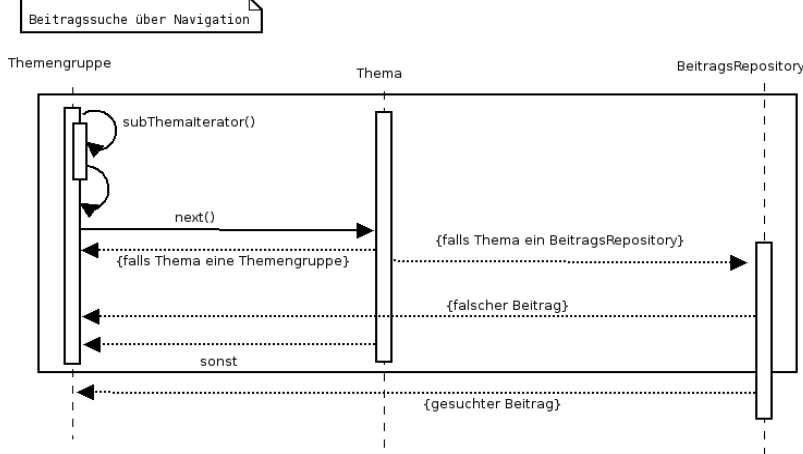 Beitragssuche über Navigation
Themengruppe
Thema
BeitragsRepository
subThemaIterator()
next()
{falls Thema ein BeitragsRepository}
{falls Thema eine Themengruppe}
{falscher Beitrag}
sonst
{gesuchter Beitrag}